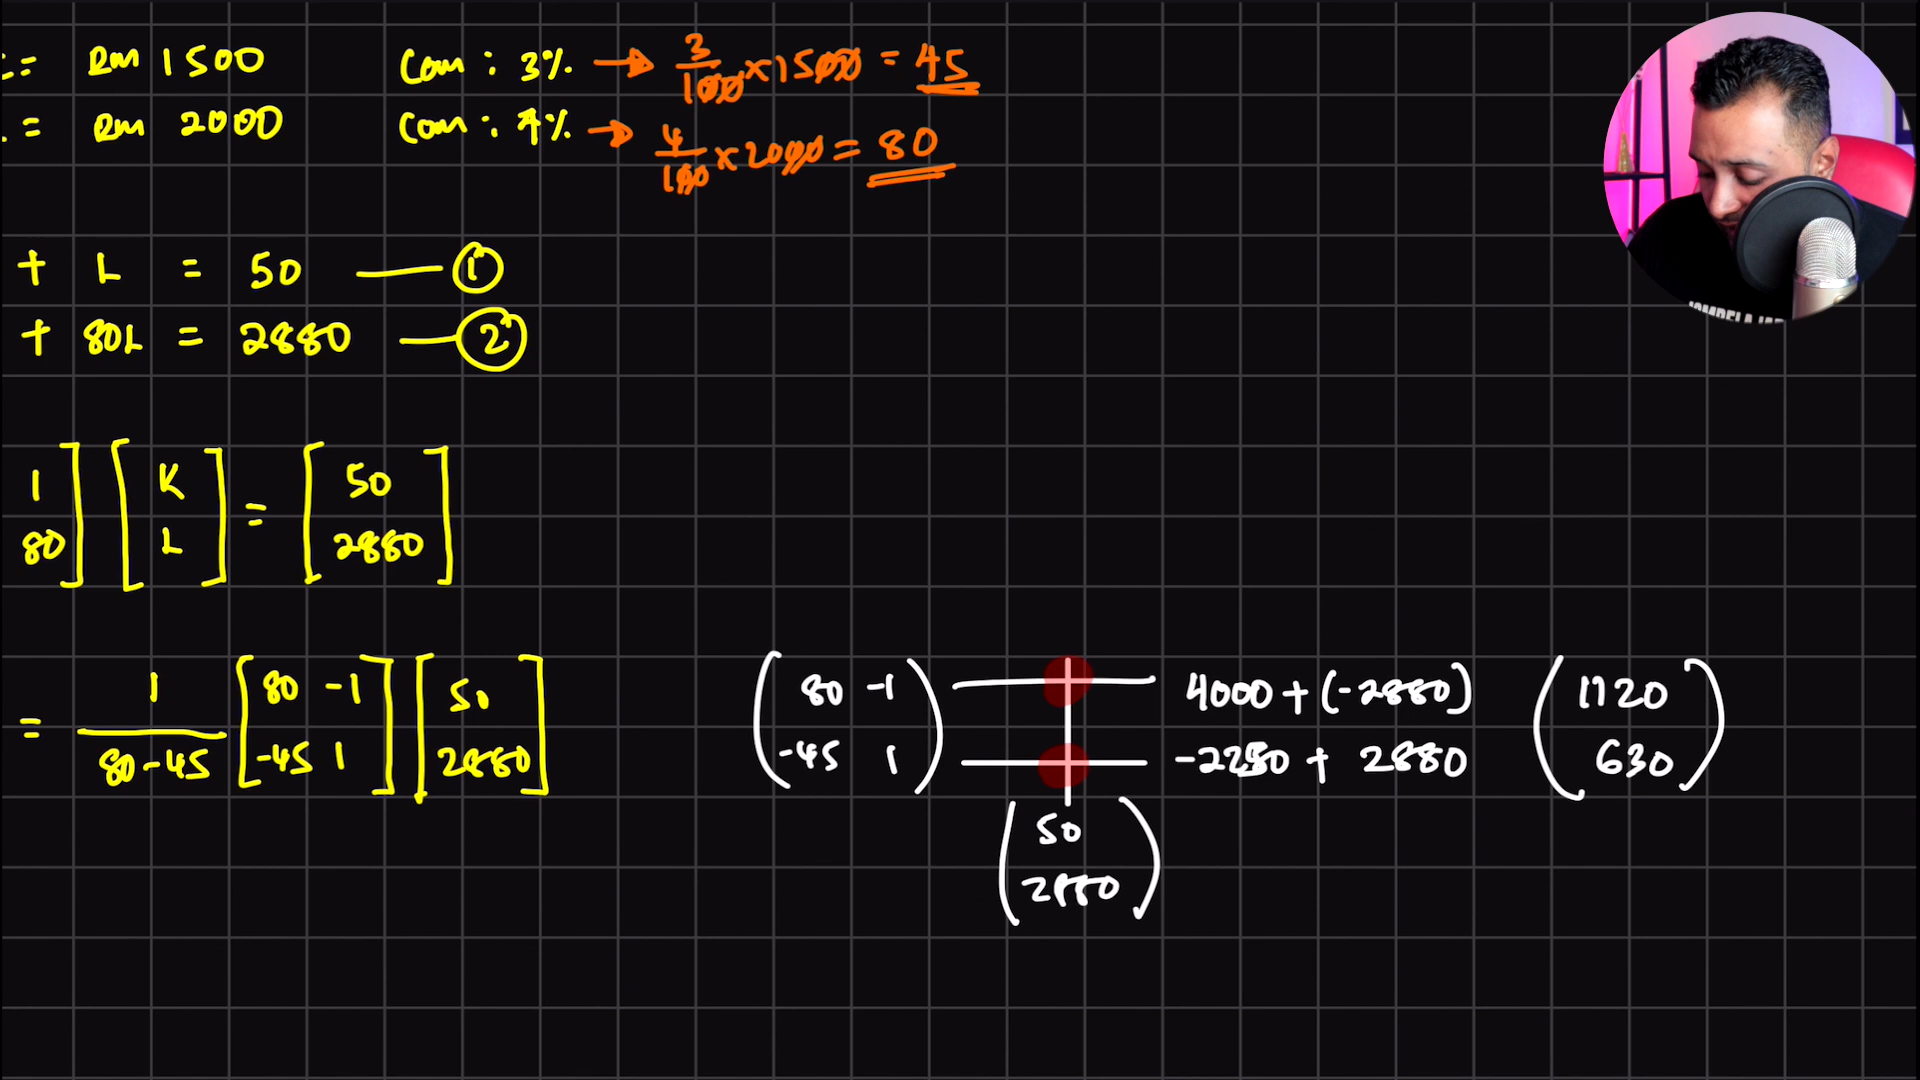 = RM 1500 Com : 3% → 3/100 × 1500 = 45
= RM 2000 Com : 4% → 4/100 × 2000 = 80
+ L = 50 — ①
+ 80L = 2880 — ②
1] [K] = [50]
80] [L] [2880]
= 1/(80-45) [80 -1] [50]
[-45 1] [2880]
(80 -1) 4000 + (-2880) (1120)
(-45 1) -2250 + 2880 (630)
(50)
(2880)